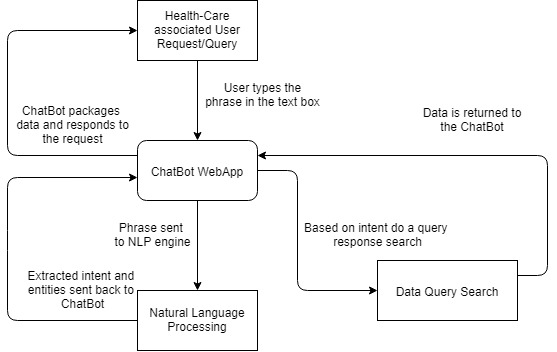 Health-Care
associated User
Request/Query
User types the
phrase in the text box
ChatBot packages
data and responds to
the request
Data is returned to
the ChatBot
ChatBot WebApp
Phrase sent
to NLP engine
Based on intent do a query
response search
Extracted intent and
entities sent back to
ChatBot
Natural Language
Processing
Data Query Search